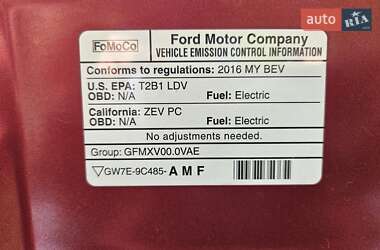 auto RIA
FoMoCo
Ford Motor Company
VEHICLE EMISSION CONTROL INFORMATION
Conforms to regulations: 2016 MY BEV
U.S. EPA: T2B1 LDV
OBD: N/A Fuel: Electric
California: ZEV PC
OBD: N/A Fuel: Electric
No adjustments needed.
Group: GFMXV00.0VAE
GW7E-9C485- A M F